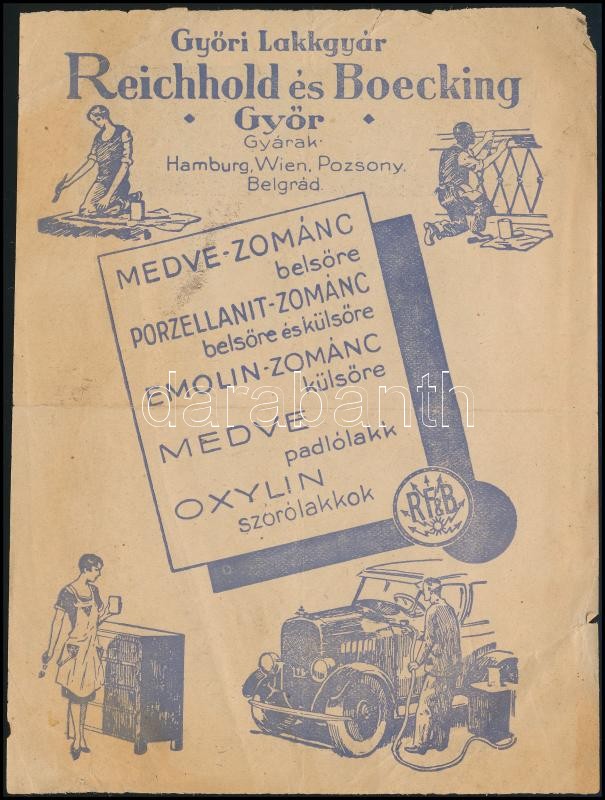 Győri Lakkgyár
Reichhold és Boecking
Győr
Gyárak:
Hamburg, Wien, Pozsony,
Belgrád.
MEDVE-ZOMÁNC
belsőre
PORZELLANIT-ZOMÁNC
belsőre és külsőre
EMOLIN-ZOMÁNC
külsőre
MEDVE
padlólakk
OXYLIN
szórólakkok
R.F.&B.
darabanth